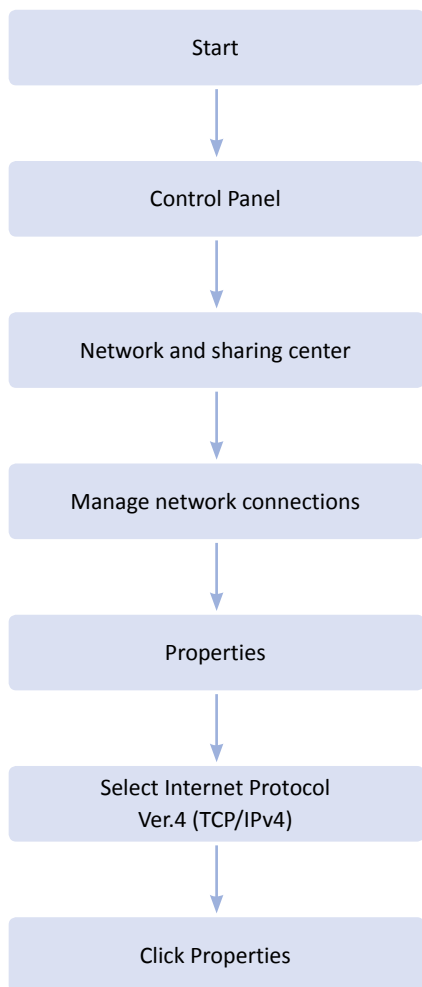 Start
Control Panel
Network and sharing center
Manage network connections
Properties
Select Internet Protocol
Ver.4 (TCP/IPv4)
Click Properties